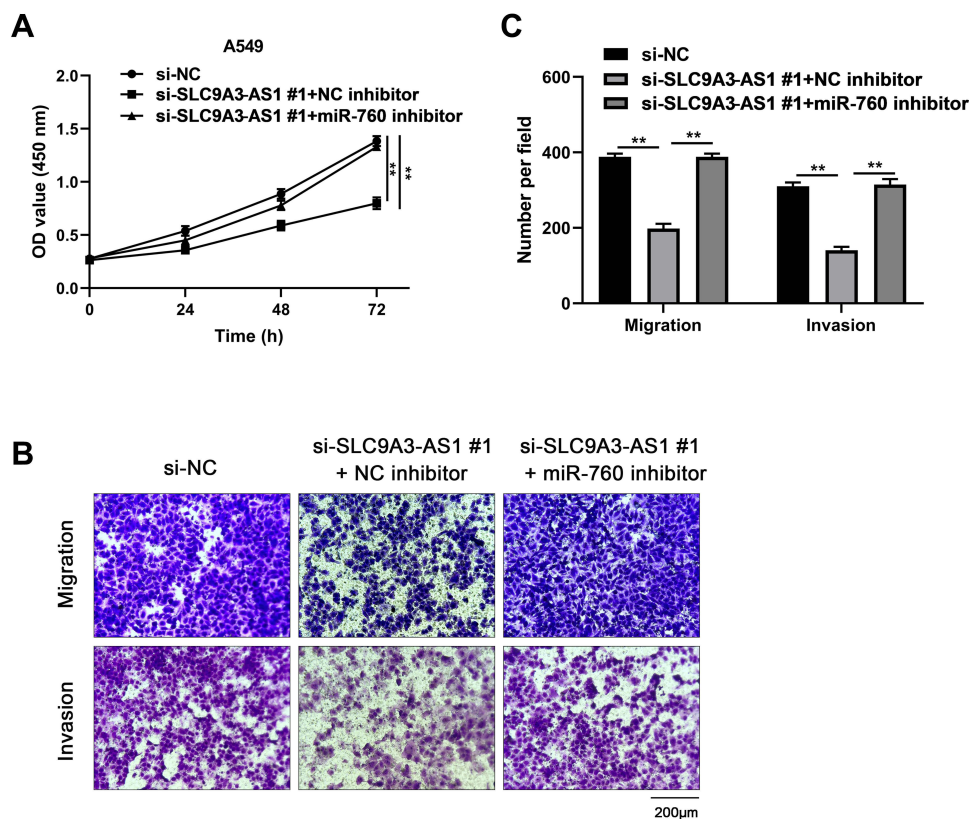 A
A549
si-NC
si-SLC9A3-AS1 #1+NC inhibitor
si-SLC9A3-AS1 #1+miR-760 inhibitor
OD value (450 nm)
2.0
1.5
1.0
0.5
0.0
**
**
0 24 48 72
Time (h)
C
si-NC
si-SLC9A3-AS1 #1+NC inhibitor
si-SLC9A3-AS1 #1+miR-760 inhibitor
Number per field
600
400
200
0
** **
** **
Migration Invasion
B
si-NC
si-SLC9A3-AS1 #1
+ NC inhibitor
si-SLC9A3-AS1 #1
+ miR-760 inhibitor
Migration
Invasion
200μm